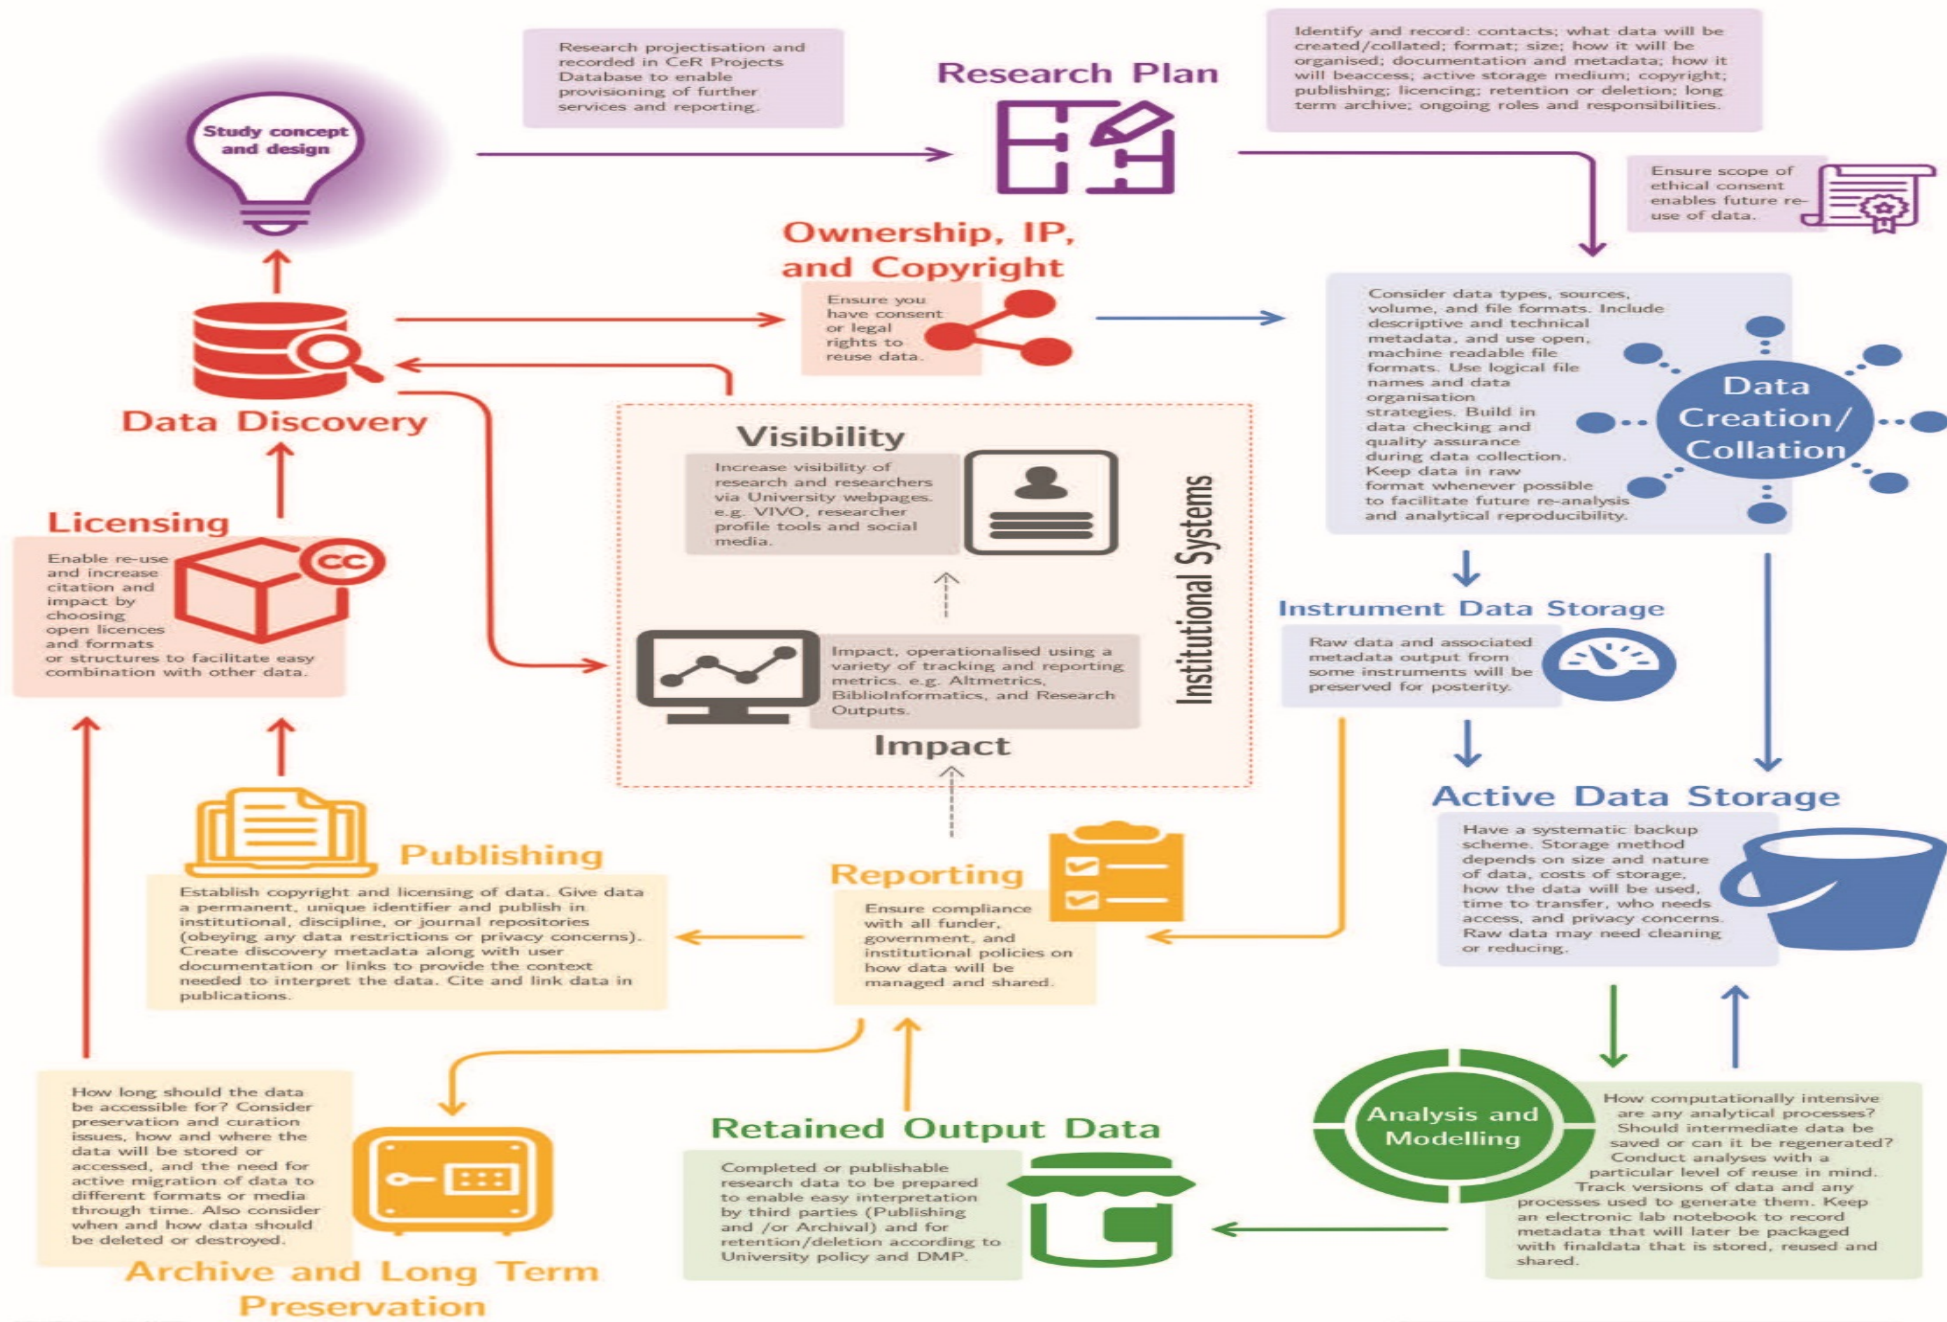 Study concept
and design
Research projectisation and
recorded in CeR Projects
Database to enable
provisioning of further
services and reporting.
Research Plan
Identify and record: contacts; what data will be
created/collated; format; size; how it will be
organised; documentation and metadata; how it
will beaccess; active storage medium; copyright;
publishing; licencing; retention or deletion; long
term archive; ongoing roles and responsibilities.
Ensure scope of
ethical consent
enables future re-
use of data.
Ownership, IP,
and Copyright
Ensure you
have consent
or legal
rights to
reuse data.
Data Discovery
Consider data types, sources,
volume, and file formats. Include
descriptive and technical
metadata, and use open,
machine readable file
formats. Use logical file
names and data
organisation
strategies. Build in
data checking and
quality assurance
during data collection.
Keep data in raw
format whenever possible
to facilitate future re-analysis
and analytical reproducibility.
Data
Creation/
Collation
Visibility
Increase visibility of
research and researchers
via University webpages.
e.g. VIVO, researcher
profile tools and social
media.
Institutional Systems
Impact, operationalised using a
variety of tracking and reporting
metrics. e.g. Altmetrics,
BiblioInformatics, and Research
Outputs.
Impact
Licensing
Enable re-use
and increase
citation and
impact by
choosing
open licences
and formats
or structures to facilitate easy
combination with other data.
CC
Instrument Data Storage
Raw data and associated
metadata output from
some instruments will be
preserved for posterity.
Active Data Storage
Have a systematic backup
scheme. Storage method
depends on size and nature
of data, costs of storage,
how the data will be used,
time to transfer, who needs
access, and privacy concerns.
Raw data may need cleaning
or reducing.
Publishing
Establish copyright and licensing of data. Give data
a permanent, unique identifier and publish in
institutional, discipline, or journal repositories
(obeying any data restrictions or privacy concerns).
Create discovery metadata along with user
documentation or links to provide the context
needed to interpret the data. Cite and link data in
publications.
Reporting
Ensure compliance
with all funder,
government, and
institutional policies on
how data will be
managed and shared.
How long should the data
be accessible for? Consider
preservation and curation
issues, how and where the
data will be stored or
accessed, and the need for
active migration of data to
different formats or media
through time. Also consider
when and how data should
be deleted or destroyed.
Archive and Long Term
Preservation
Retained Output Data
Completed or publishable
research data to be prepared
to enable easy interpretation
by third parties (Publishing
and /or Archival) and for
retention/deletion according to
University policy and DMP.
Analysis and
Modelling
How computationally intensive
are any analytical processes?
Should intermediate data be
saved or can it be regenerated?
Conduct analyses with a
particular level of reuse in mind.
Track versions of data and any
processes used to generate them. Keep
an electronic lab notebook to record
metadata that will later be packaged
with finaldata that is stored, reused and
shared.